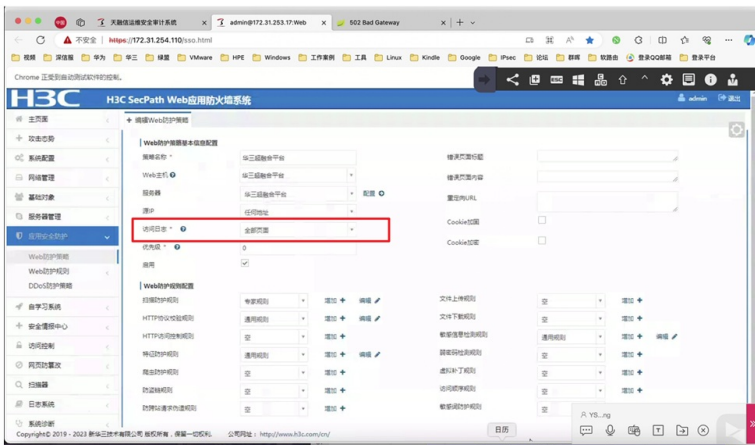 天融信运维安全审计系统
admin@172.31.253.17:Web
502 Bad Gateway
不安全
https://172.31.254.110/sso.html
视频 深信服 华为 华三 绿盟 VMware HPE Windows 工作案例 工具 Linux Kindle Google IPsec 论坛 群晖 软路由 登录QQ邮箱 登录平台
Chrome 正受到自动测试软件的控制。
H3C H3C SecPath Web应用防火墙系统
admin 退出
主页面
攻击态势
系统配置
网络管理
基础对象
服务器管理
应用安全防护
Web防护策略
Web防护规则
DDoS防护策略
自学习系统
安全情报中心
访问控制
网页防篡改
扫描器
日志系统
系统诊断
编辑Web防护策略
Web防护策略基本信息配置
策略名称 * 华三超融合平台 错误页面标题
Web主机 华三超融合平台 错误页面内容
服务器 华三超融合平台 配置 重定向URL
源IP 任何地址
访问日志 * 全部页面 Cookie加固
优先级 * 0 Cookie加密
启用
Web防护规则配置
扫描防护规则 专家规则 增加 编辑 文件上传规则 空 增加
HTTP协议校验规则 通用规则 增加 编辑 文件下载规则 空 增加
HTTP访问控制规则 空 增加 敏感信息检测规则 通用规则 增加 编辑
特征防护规则 通用规则 增加 编辑 弱密码检测规则 空 增加
爬虫防护规则 空 增加 虚拟补丁规则 空 增加
防盗链规则 空 增加 访问顺序规则 空 增加
防跨站请求伪造规则 空 增加 敏感词防护规则 空
日历
YS...ng
Copyright© 2019 - 2023 新华三技术有限公司 版权所有，保留一切权利. 公司网址： http://www.h3c.com/cn/